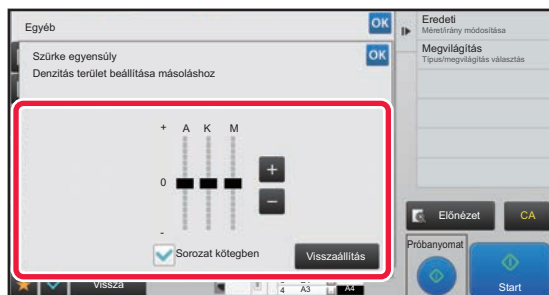 Egyéb
OK
Szürke egyensúly
OK
Denzitás terület beállítása másoláshoz
+ A K M
0
-
+
-
Sorozat kötegben
Visszaállítás
Vissza
4 A3
A4
Eredeti
Méret/irány módosítása
Megvilágítás
Típus/megvilágítás választás
Előnézet
CA
Próbanyomat
Start